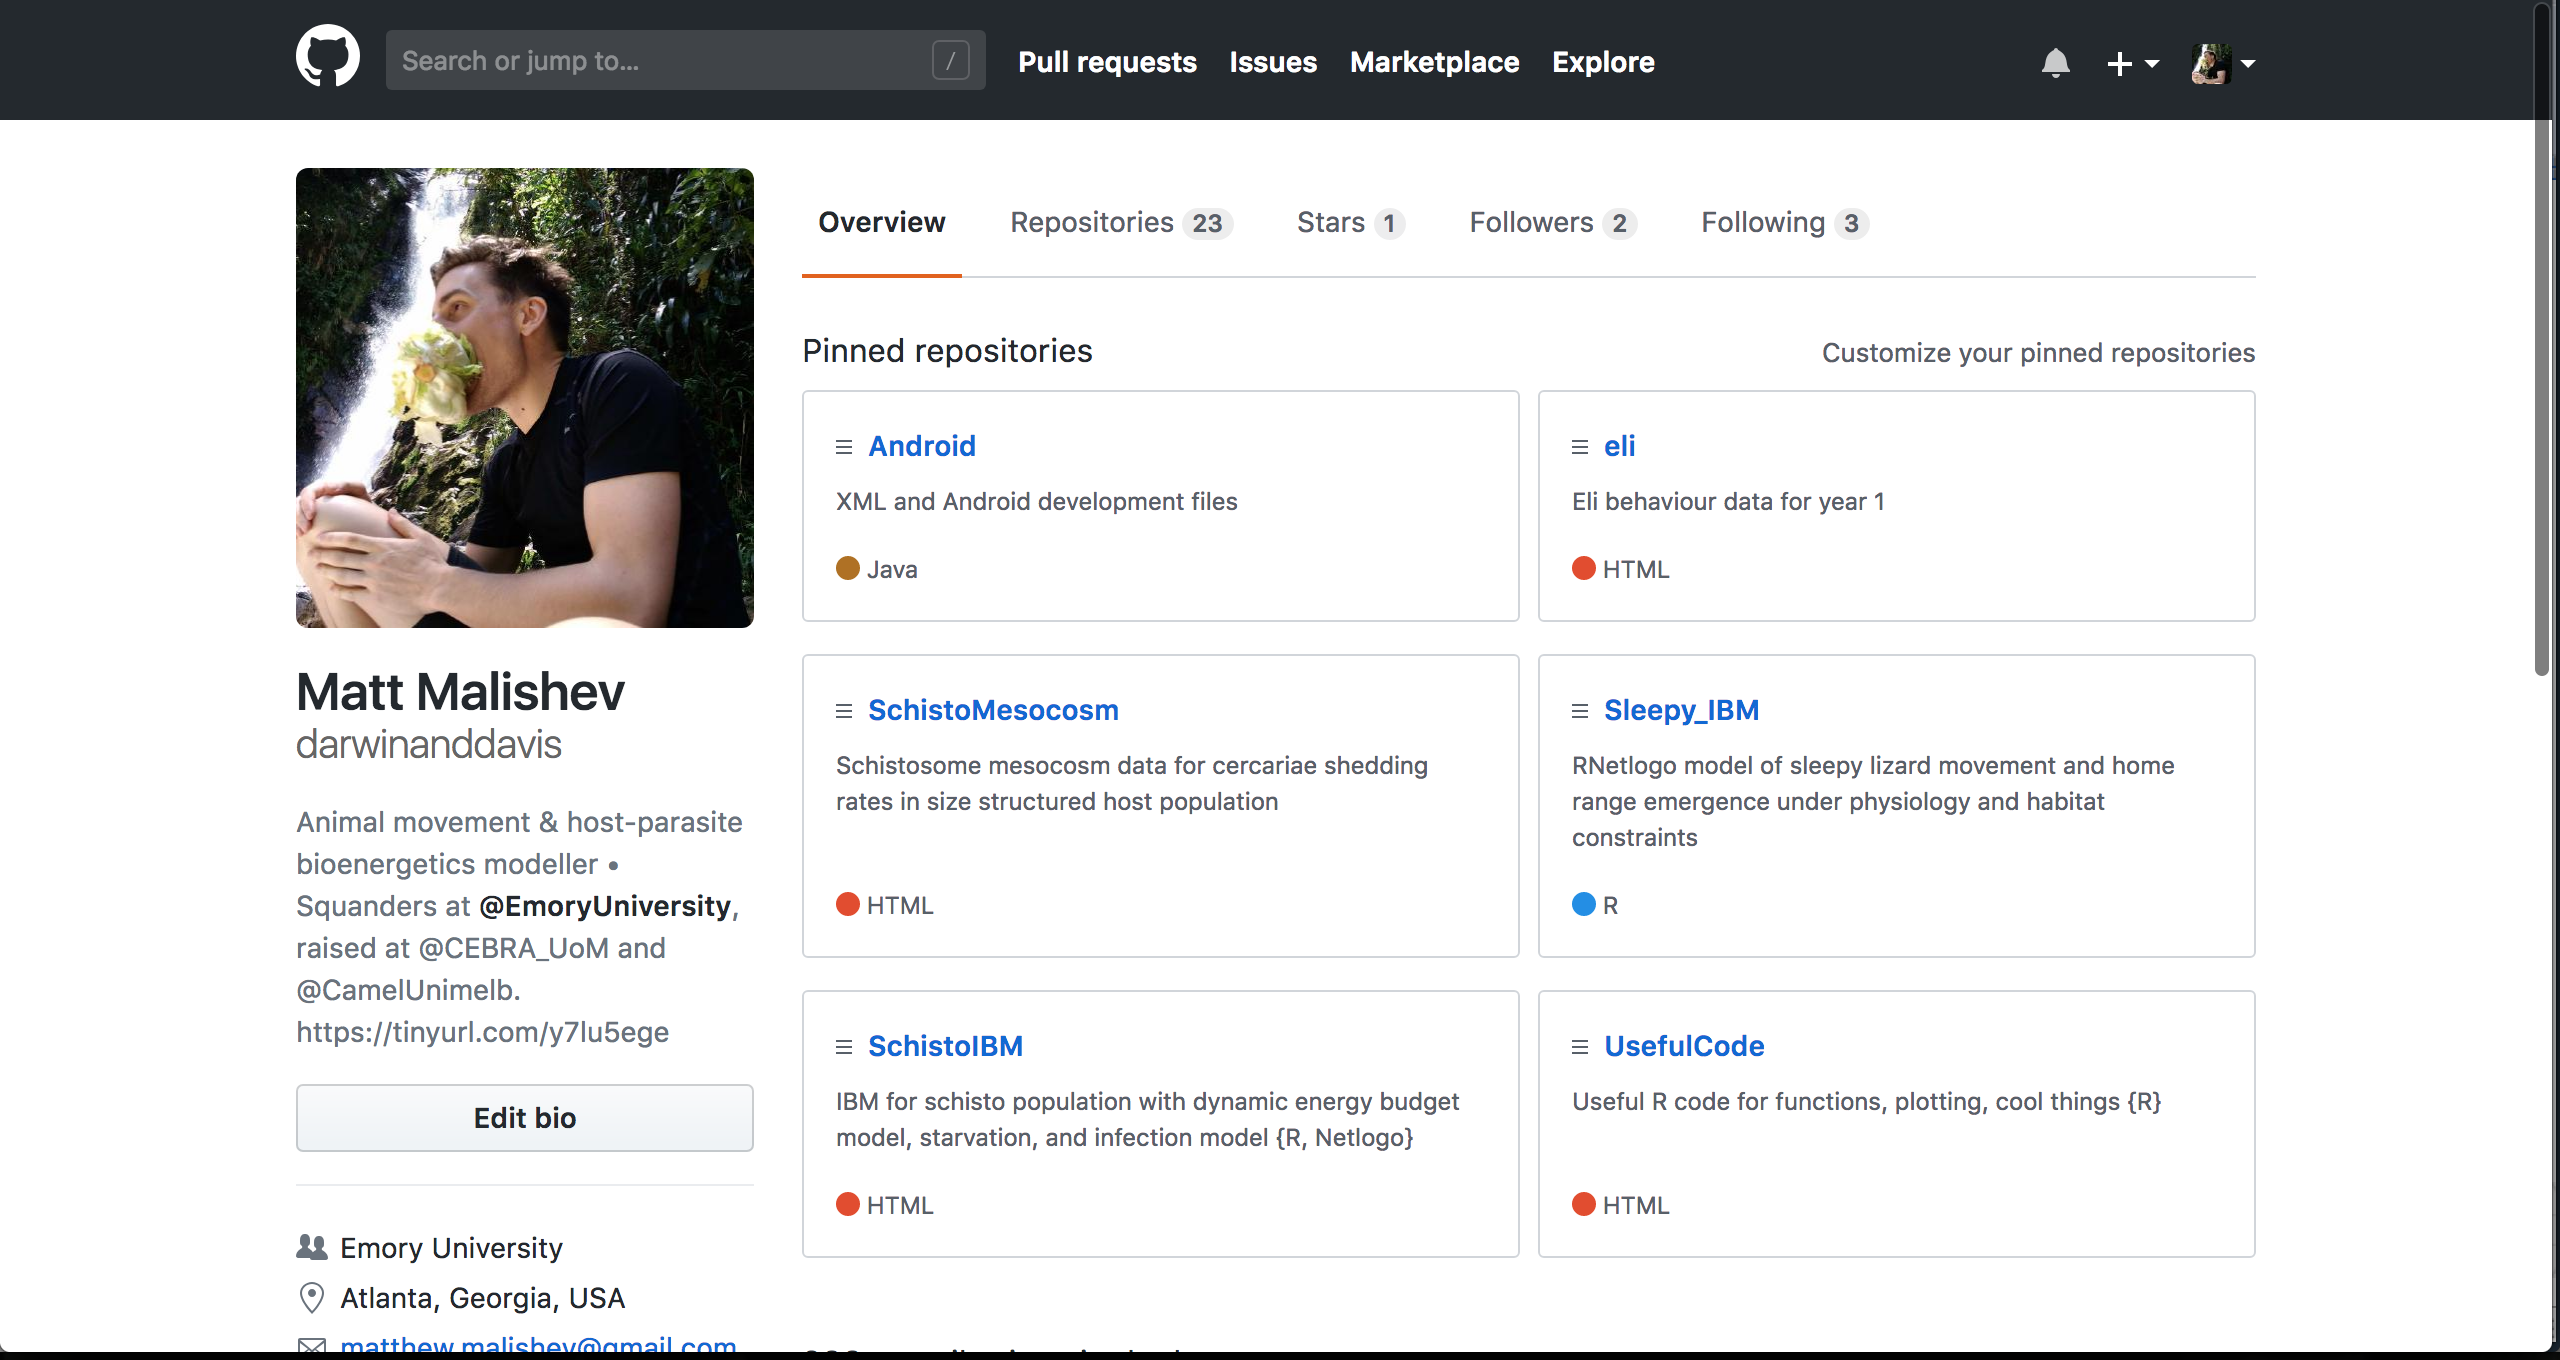 Search or jump to...
/
Pull requests
Issues
Marketplace
Explore
Overview
Repositories 23
Stars 1
Followers 2
Following 3
Matt Malishev
darwinanddavis
Animal movement & host-parasite
bioenergetics modeller •
Squanders at @EmoryUniversity,
raised at @CEBRA_UoM and
@CamelUnimelb.
https://tinyurl.com/y7lu5ege
Edit bio
Emory University
Atlanta, Georgia, USA
matthew.malishev@gmail.com
Pinned repositories
Customize your pinned repositories
Android
XML and Android development files
Java
eli
Eli behaviour data for year 1
HTML
SchistoMesocosm
Schistosome mesocosm data for cercariae shedding
rates in size structured host population
HTML
Sleepy_IBM
RNetlogo model of sleepy lizard movement and home
range emergence under physiology and habitat
constraints
R
SchistoIBM
IBM for schisto population with dynamic energy budget
model, starvation, and infection model {R, Netlogo}
HTML
UsefulCode
Useful R code for functions, plotting, cool things {R}
HTML